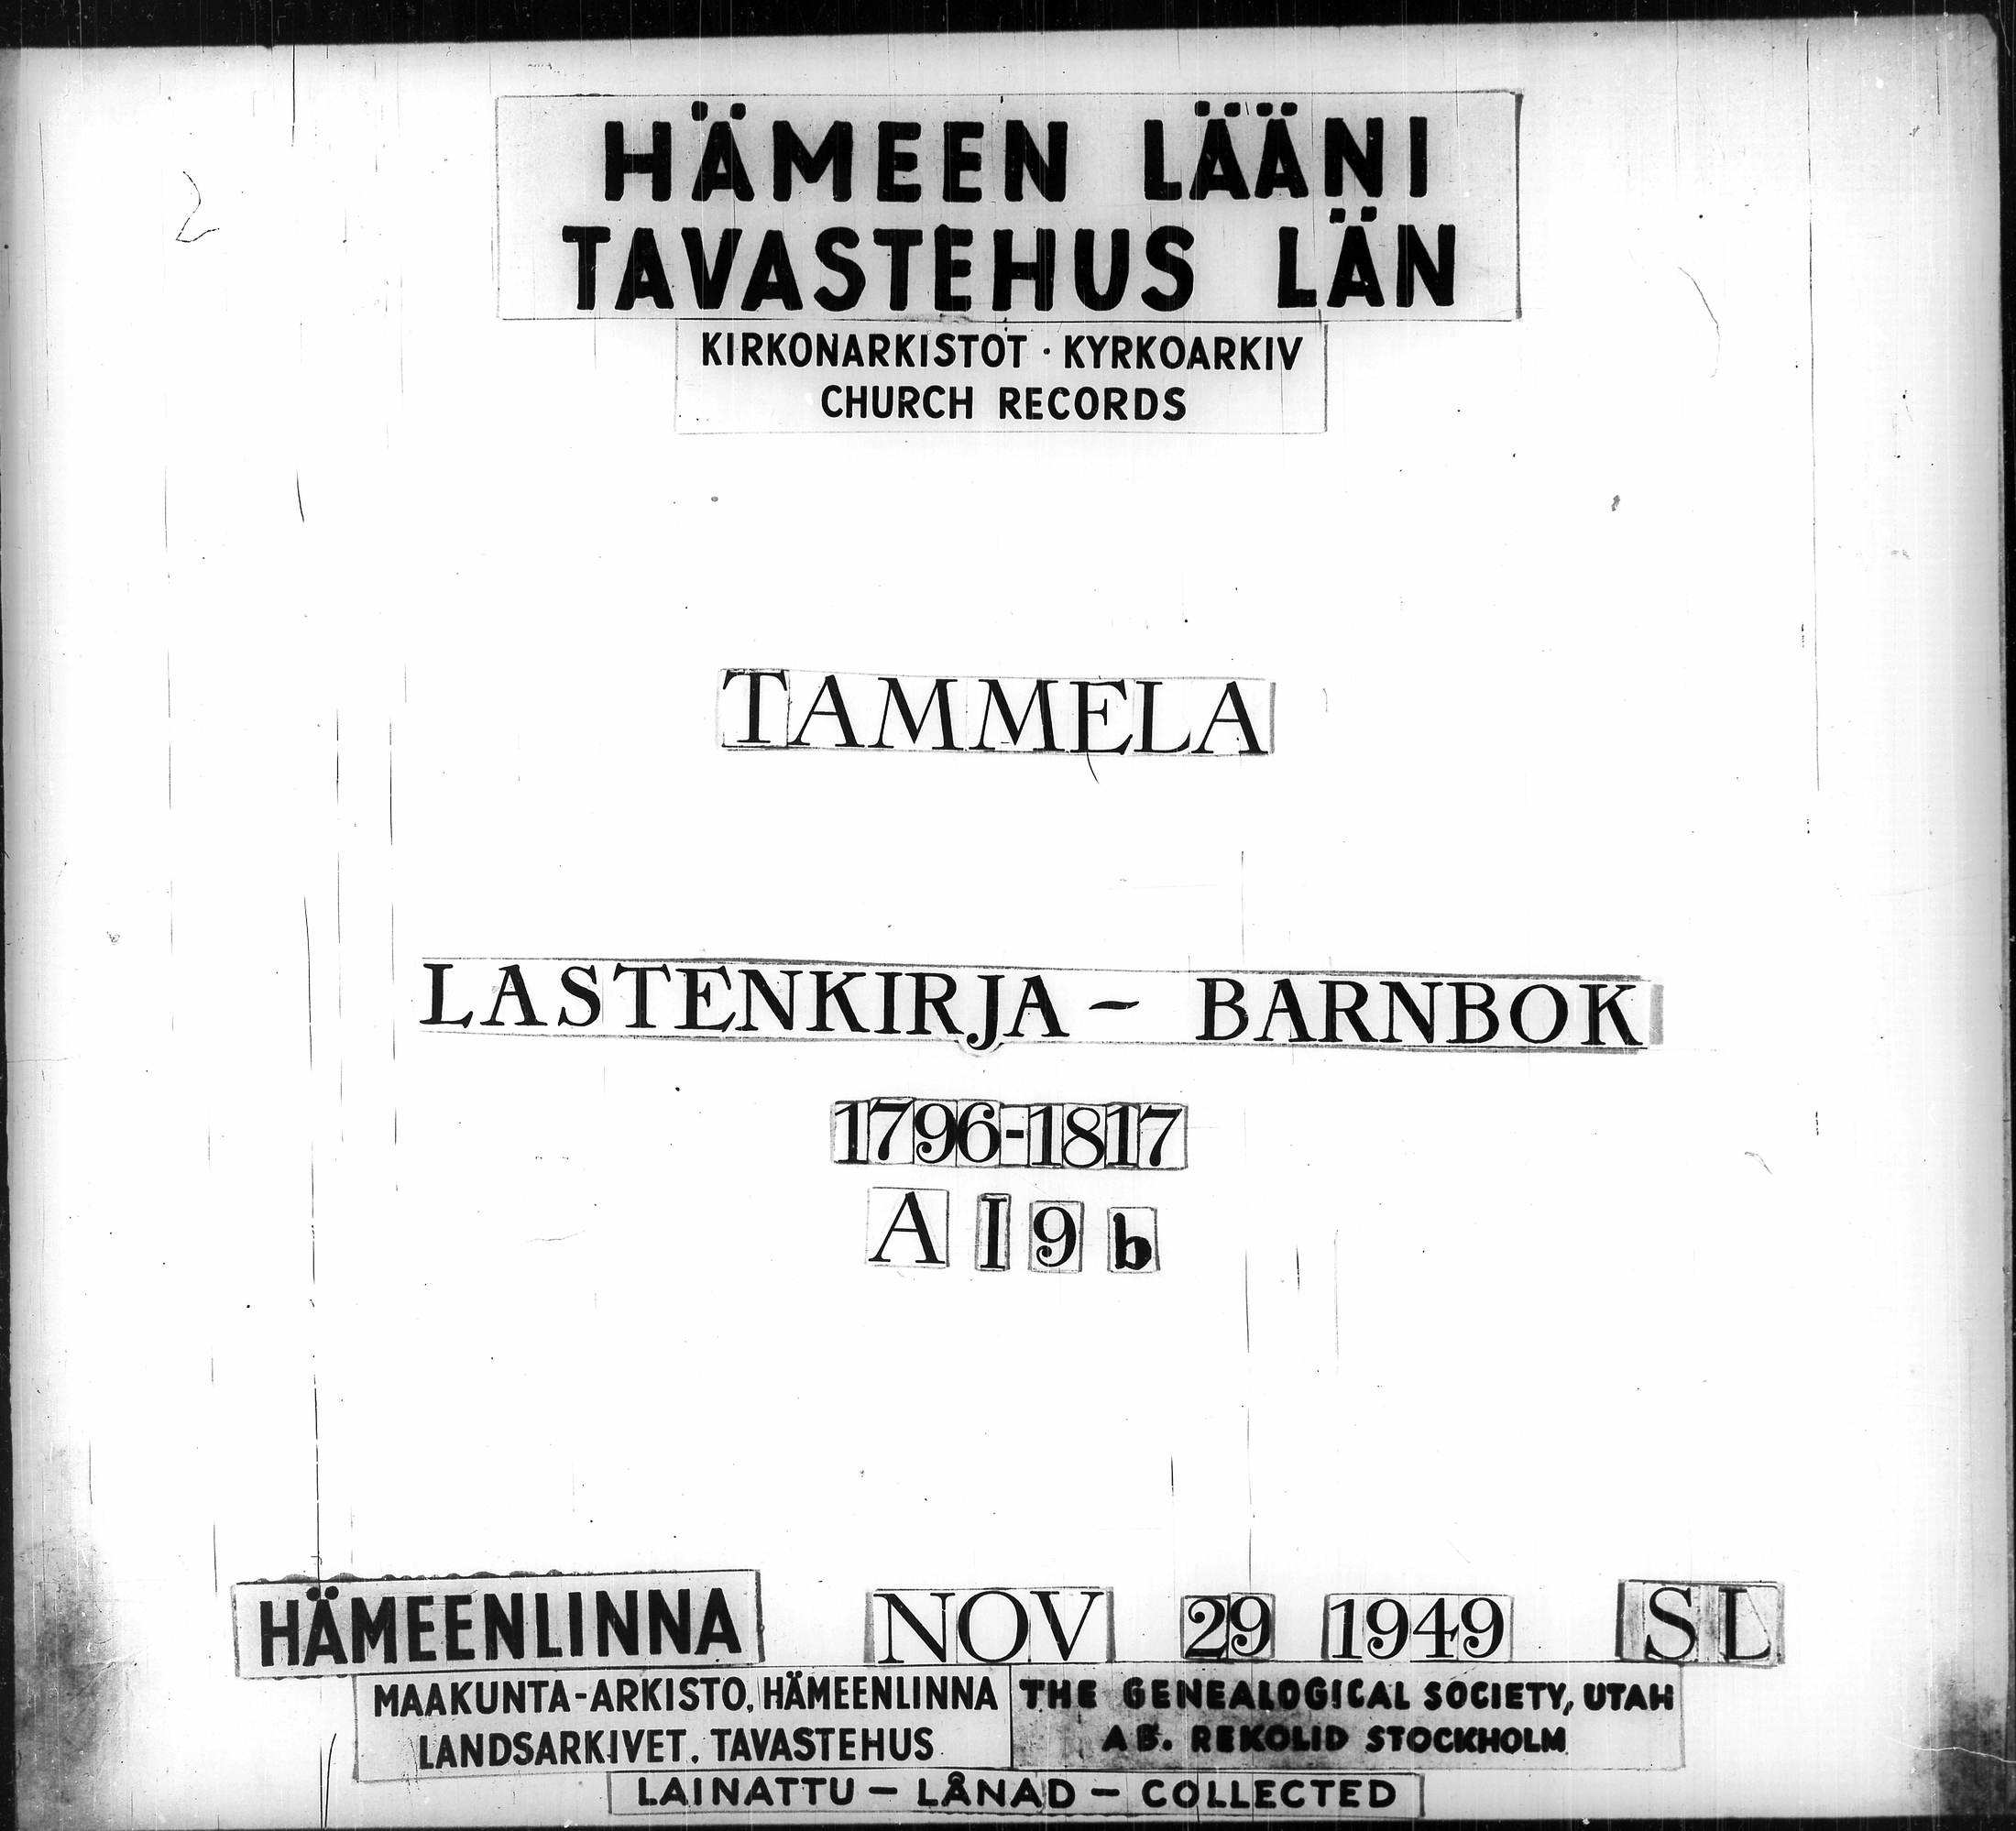 2
HÄMEEN LÄÄNI
TAVASTEHUS LÄN
KIRKONARKISTOT · KYRKOARKIV
CHURCH RECORDS
TAMMELA
LASTENKIRJA - BARNBOK
1796-1817
A I 9 b
HÄMEENLINNA NOV 29 1949 SL
MAAKUNTA-ARKISTO, HÄMEENLINNA
LANDSARKIVET, TAVASTEHUS
THE GENEALOGICAL SOCIETY, UTAH
AB. REKOLID STOCKHOLM
LAINATTU - LÅNAD - COLLECTED